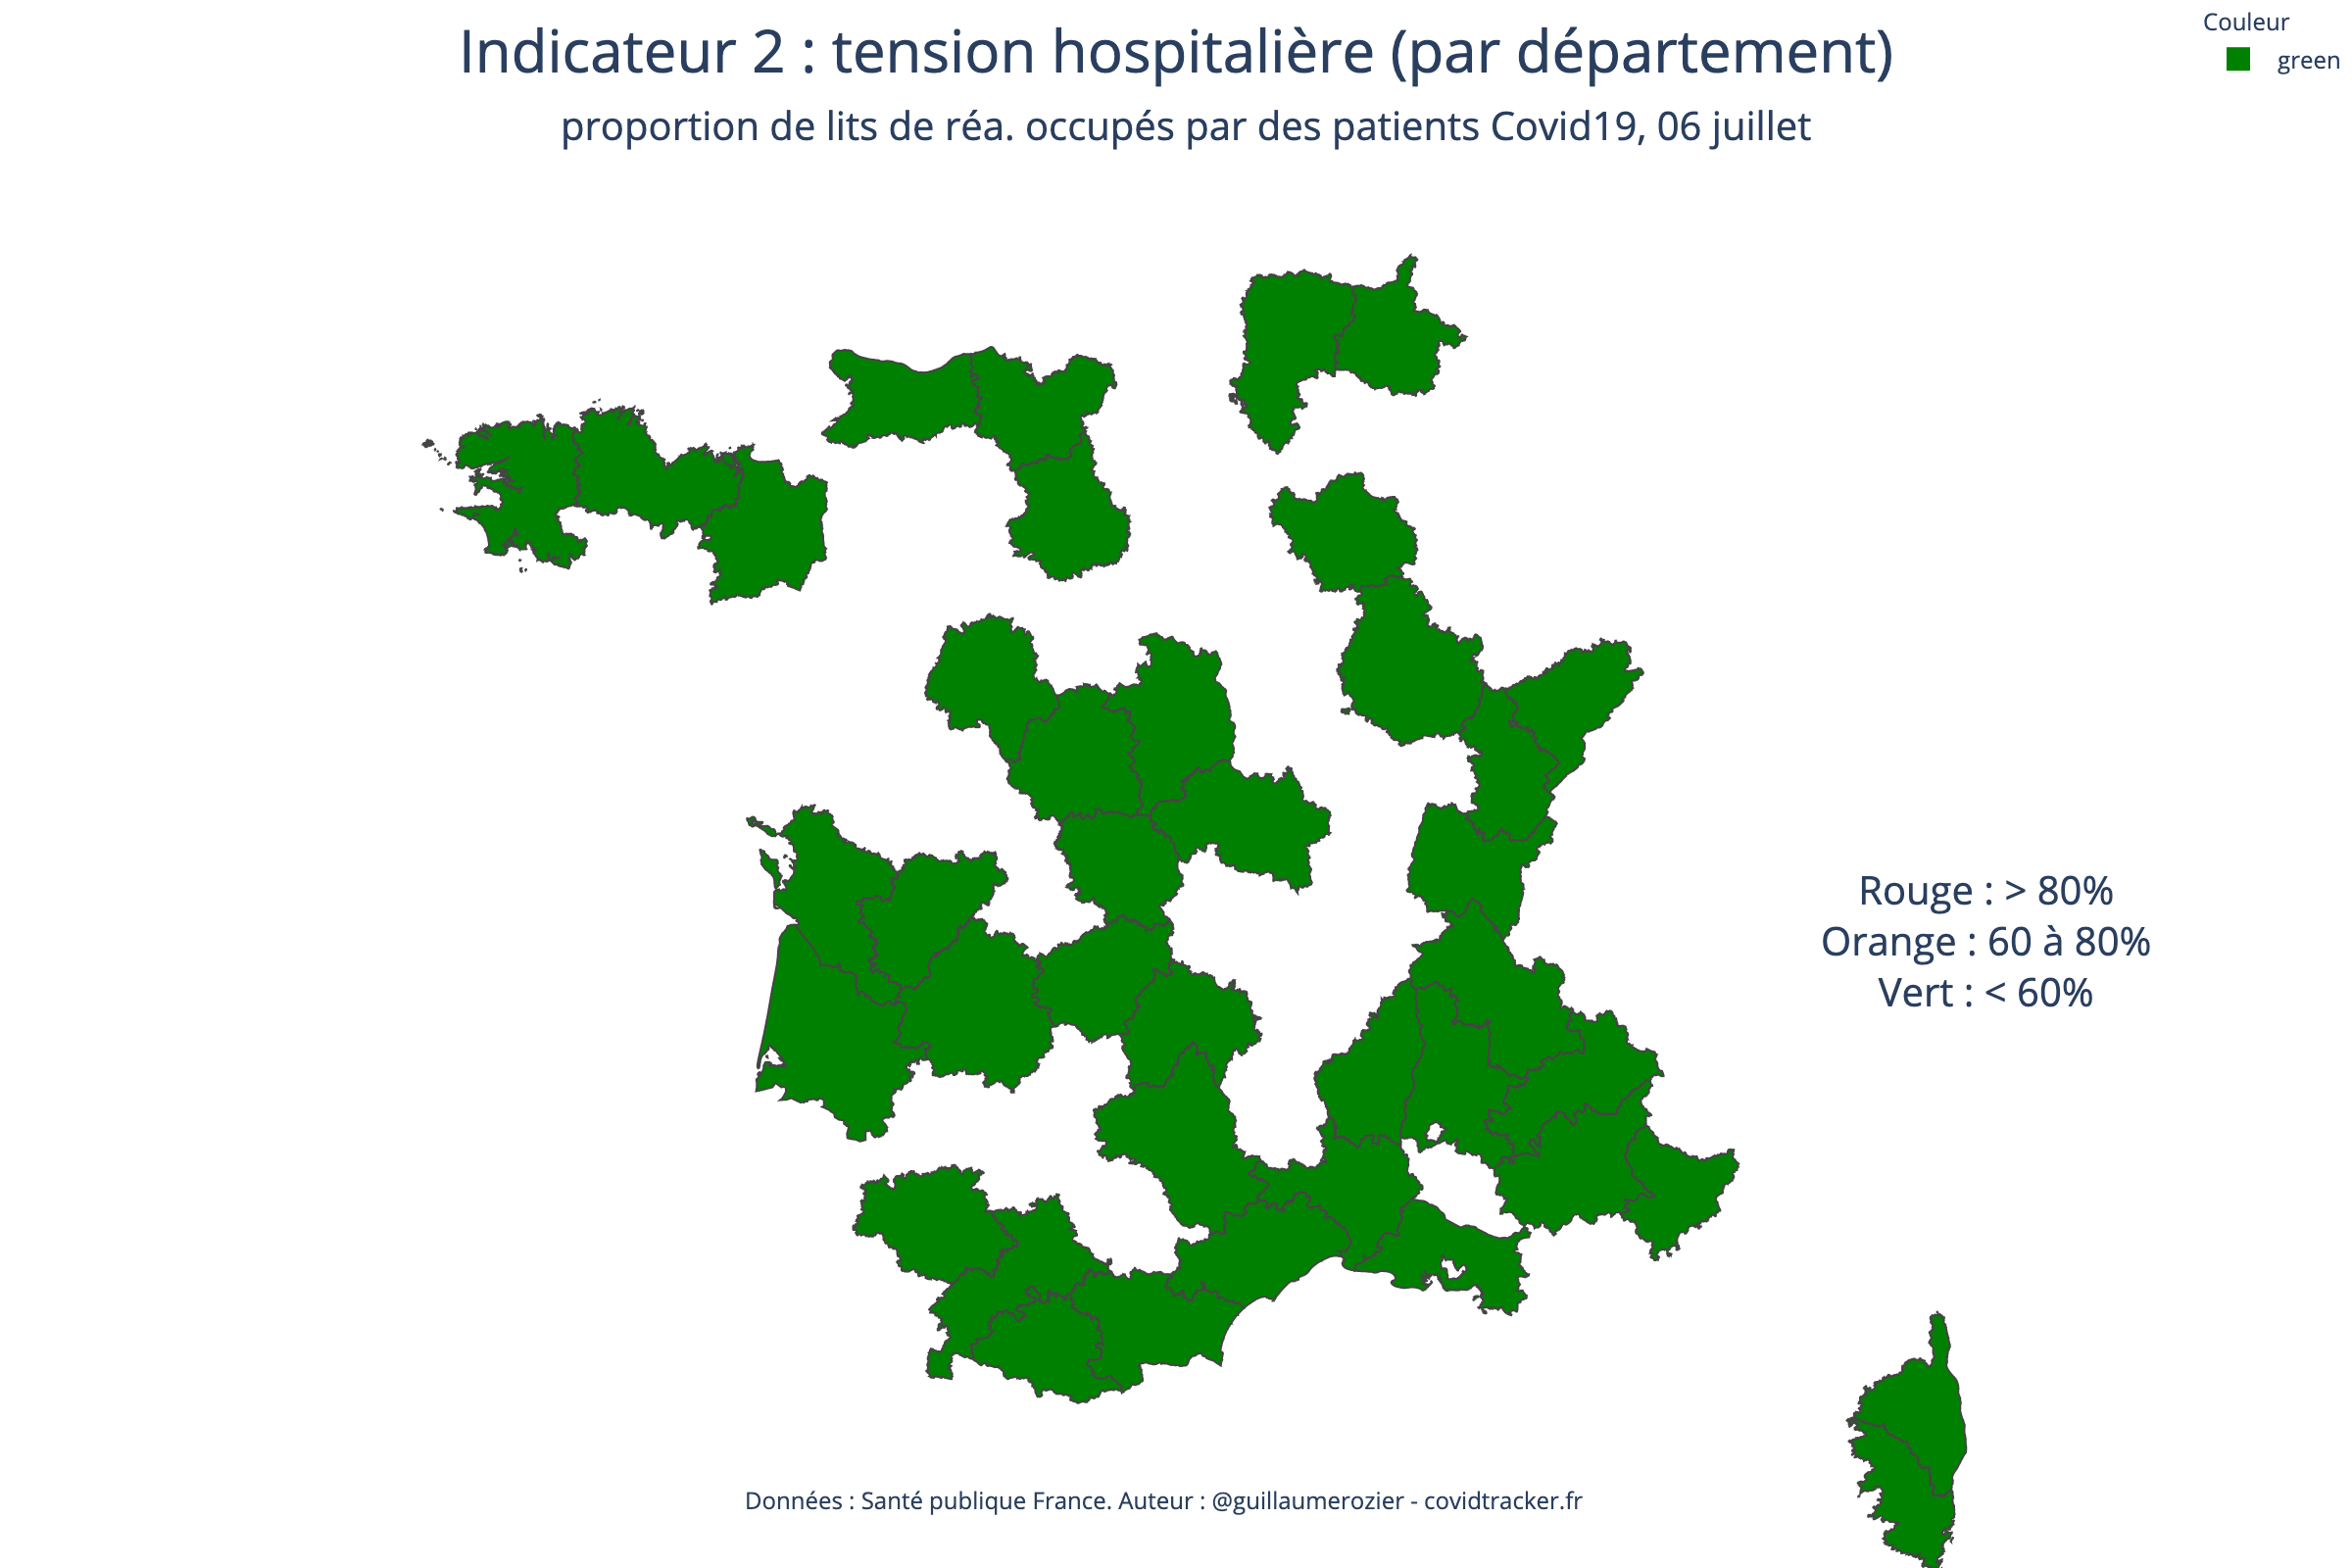 Indicateur 2 : tension hospitalière (par département)
proportion de lits de réa. occupés par des patients Covid19, 06 juillet
Couleur
green
Rouge : > 80%
Orange : 60 à 80%
Vert : < 60%
Données : Santé publique France. Auteur : @guillaumerozier - covidtracker.fr